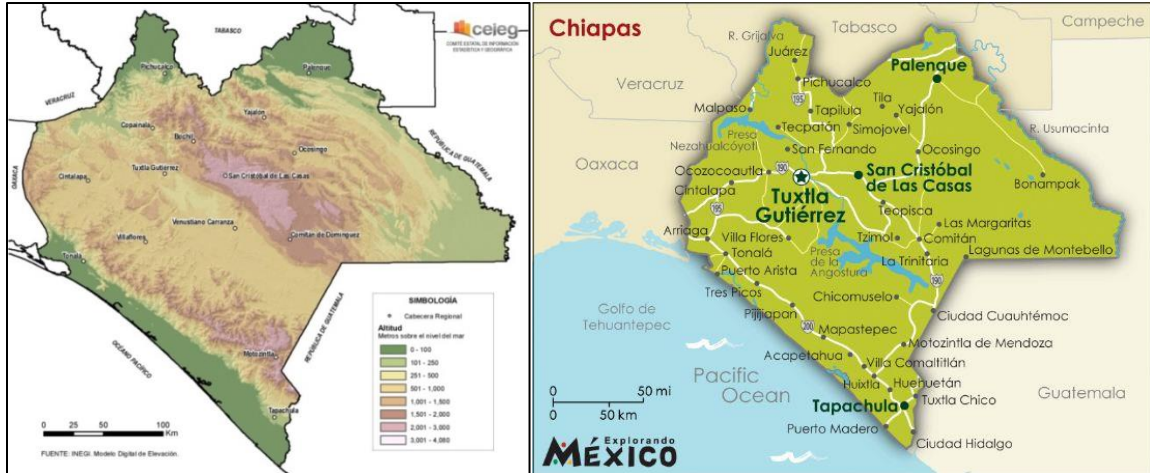 TABASCO
ceieg
COMITÉ ESTATAL DE INFORMACIÓN
ESTADÍSTICA Y GEOGRÁFICA
Pichucalco
Palenque
VERACRUZ
Yajalón
Copainala
Bochil
Ocosingo
REPÚBLICA DE GUATEMALA
OAXACA
Tuxtla Gutierrez
San Cristóbal de Las Casas
Cintalapa
Venustiano Carranza
Villaflores
Comitán de Domínguez
Tonalá
SIMBOLOGÍA
Cabecera Regional
Altitud
Metros sobre el nivel del mar
0 - 100
101 - 250
251 - 500
501 - 1,000
1,001 - 1,500
1,501 - 2,000
2,001 - 3,000
3,001 - 4,080
REPÚBLICA DE GUATEMALA
OCÉANO PACÍFICO
Motozintla
Tapachula
0 50 100
Km
FUENTE: INEGI. Modelo Digital de Elevación.
Chiapas
R. Grijalva
Tabasco
Campeche
Juárez
Palenque
Pichucalco
Veracruz
195
Tila
Malpaso
Tapilula
Yajalón
Tecpatán
Simojovel
R. Usumacinta
Presa
Nezahualcóyotl
San Fernando
Ocosingo
Oaxaca
Ocozocoautla
190
San Cristóbal
de Las Casas
Bonampak
Cintalapa
Tuxtla
Gutiérrez
195
Teopisca
Las Margaritas
Arriaga
Villa Flores
Tzimol
Comitán
Tonalá
Presa
de la
Angostura
La Trinitaria
Lagunas de Montebello
Puerto Arista
190
Tres Picos
Chicomuselo
Golfo de
Tehuantepec
Pijijiapan
Ciudad Cuauhtémoc
200
Mapastepec
Motozintla de Mendoza
Acapetahua
Villa Comaltitlán
Pacific
Ocean
Huixtla
Huehuetán
Guatemala
0 50 mi
50 km
Tapachula
Tuxtla Chico
Puerto Madero
Ciudad Hidalgo
Explorando
MÉXICO